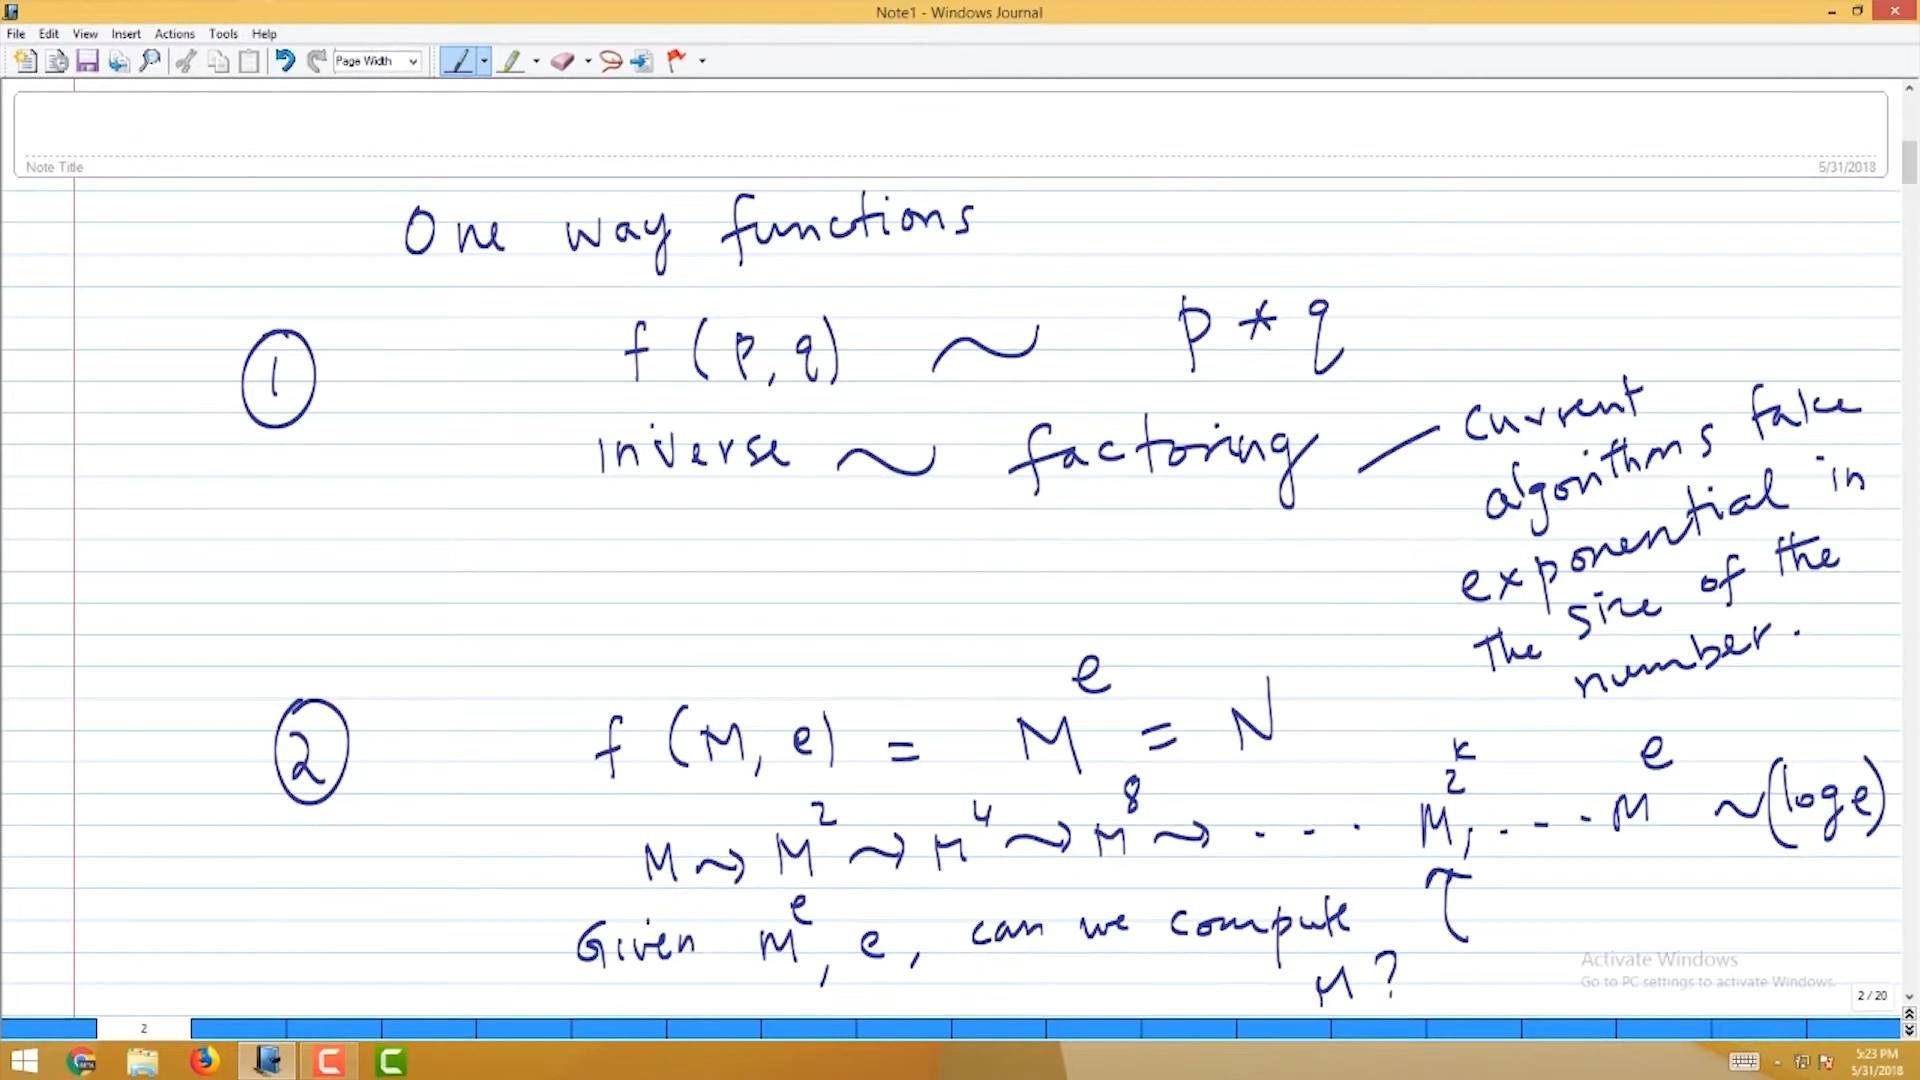 Note1 - Windows Journal
File Edit View Insert Actions Tools Help
Page Width
Note Title
5/31/2018
One way functions
1 f (p, q) ~ p * q
inverse ~ factoring — current
algorithms take
exponential in
the size of the
number.
2 f (M, e) = M^e = N
M ⤳ M^2 ⤳ M^4 ⤳ M^8 ⤳ ... M^2^k, ... M^e ~ (log e)
Given M^e, e, can we compute
M?
Activate Windows
Go to PC settings to activate Windows.
2 / 20
2
5:23 PM
5/31/2018